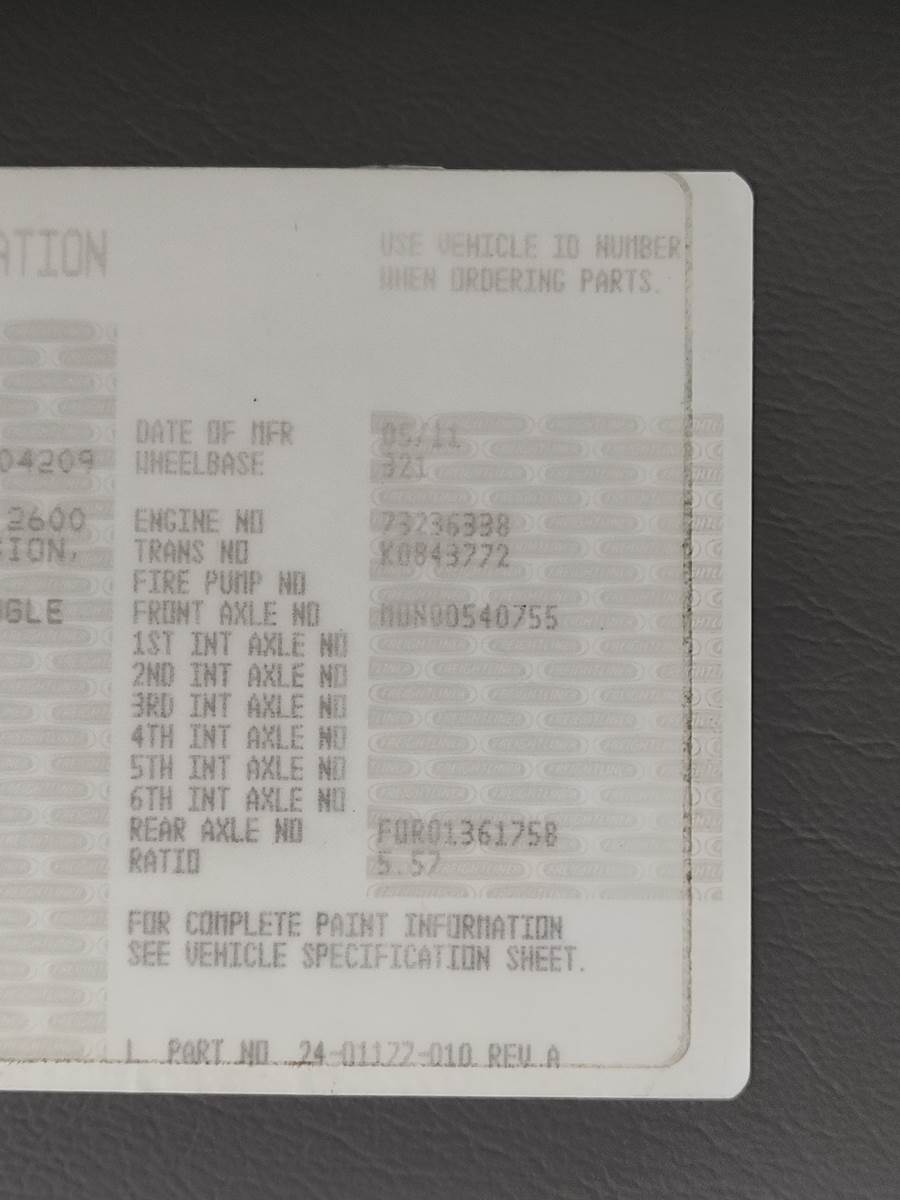 ATION
USE VEHICLE ID NUMBER
WHEN ORDERING PARTS.
DATE OF MFR 05/11
04209 WHEELBASE 321
2600 ENGINE NO 73236338
SION, TRANS NO K0843772
FIRE PUMP NO
GLE FRONT AXLE NO MON00540755
1ST INT AXLE NO
2ND INT AXLE NO
3RD INT AXLE NO
4TH INT AXLE NO
5TH INT AXLE NO
6TH INT AXLE NO
REAR AXLE NO FOR01361758
RATIO 5.57
FOR COMPLETE PAINT INFORMATION
SEE VEHICLE SPECIFICATION SHEET.
PART NO 24-01122-010 REV A